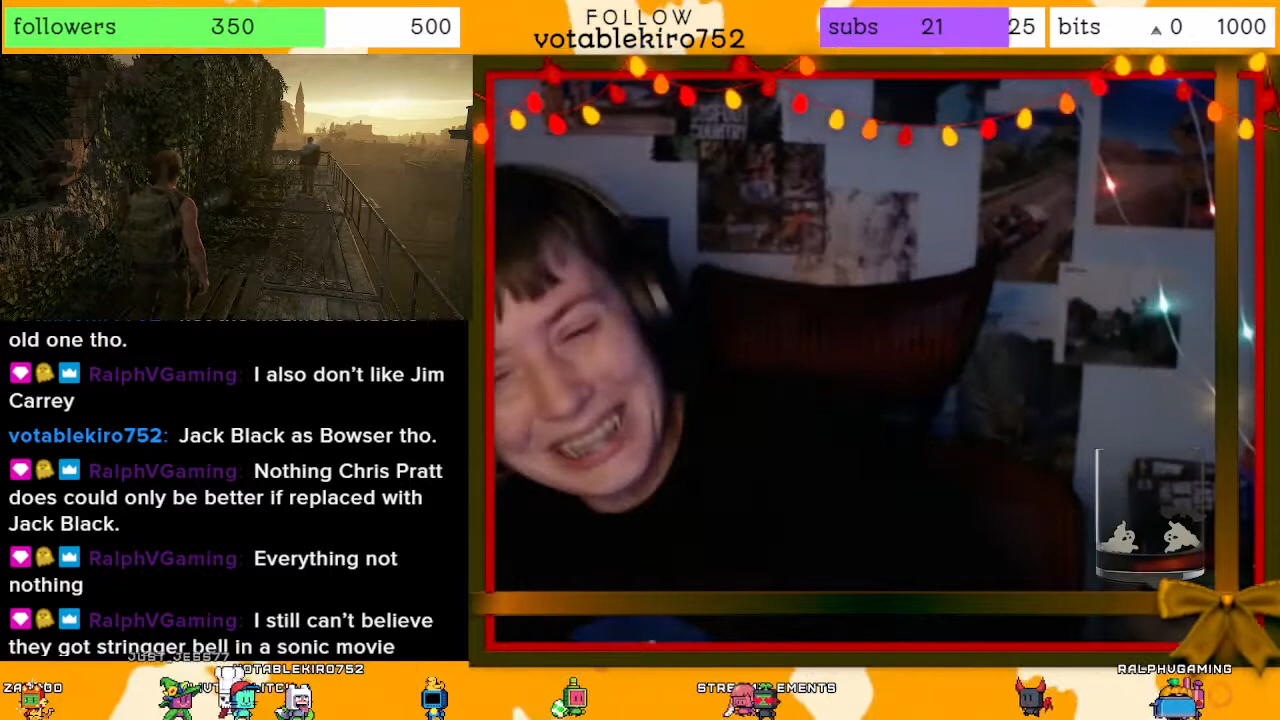 followers 350 500
FOLLOW
votablekiro752
subs 21 25
bits 0 1000
old one tho.
RalphVGaming: I also don't like Jim
Carrey
votablekiro752: Jack Black as Bowser tho.
RalphVGaming: Nothing Chris Pratt
does could only be better if replaced with
Jack Black.
RalphVGaming: Everything not
nothing
RalphVGaming: I still can't believe
they got stringger bell in a sonic movie
JUST_JESS77
VOTABLEKIRO752
RALPHVGAMING